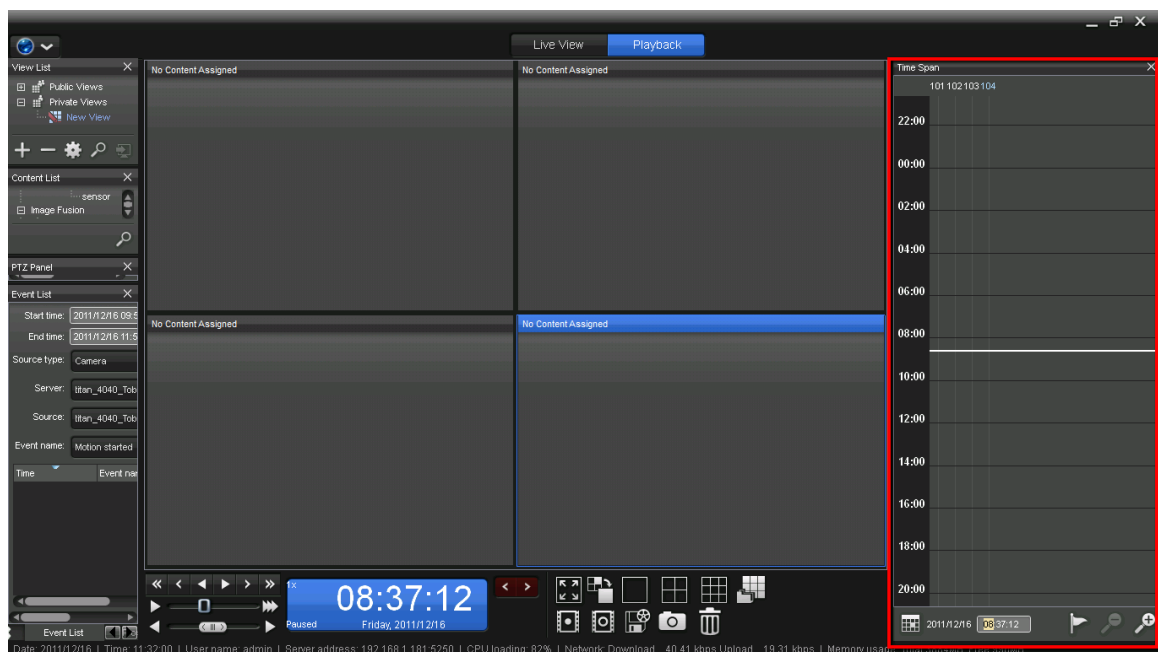 Live View
Playback
View List
Public Views
Private Views
New View
Content List
sensor
Image Fusion
PTZ Panel
Event List
Start time: 2011/12/16 09:5
End time: 2011/12/16 11:5
Source type: Camera
Server: titan_4040_Tob
Source: titan_4040_Tob
Event name: Motion started
Time Event nar
Event List
No Content Assigned
No Content Assigned
No Content Assigned
No Content Assigned
1x
08:37:12
Paused Friday, 2011/12/16
Time Span
101 102 103 104
22:00
00:00
02:00
04:00
06:00
08:00
10:00
12:00
14:00
16:00
18:00
20:00
2011/12/16 08:37:12
Date: 2011/12/16 | Time: 11:32:00 | User name: admin | Server address: 192.168.1.181:5250 | CPU loading: 82% | Network: Download 40.41 kbps Upload 19.31 kbps | Memory usag